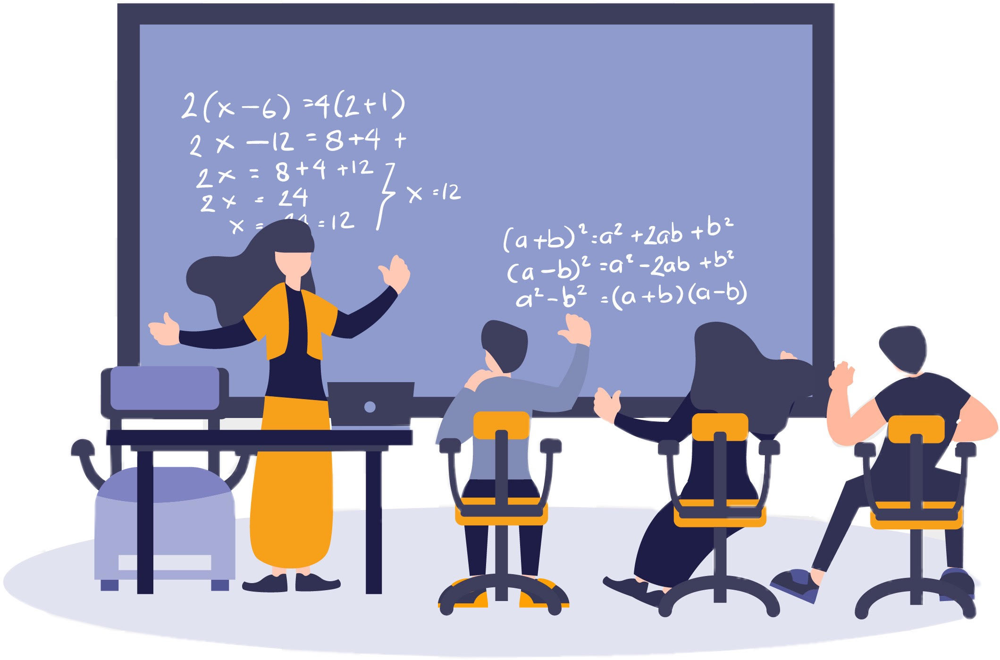 2(x-6) =4(2+1)
2x -12 =8+4 +
2x = 8+4 +12
2x = 24
x = =12
x =12
(a+b)²=a² +2ab +b²
(a-b)² =a² -2ab +b²
a²-b² =(a+b)(a-b)